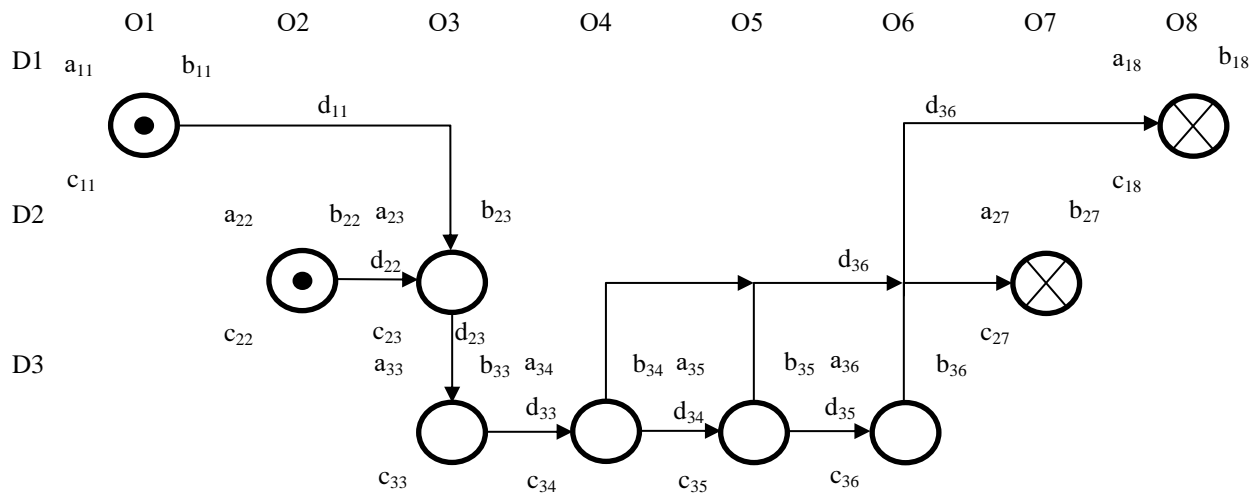 O1 O2 O3 O4 O5 O6 O7 O8
D1 a₁₁ b₁₁ a₁₈ b₁₈
d₁₁ d₃₆
c₁₁ c₁₈
D2 a₂₂ b₂₂ a₂₃ b₂₃ a₂₇ b₂₇
d₂₂ d₃₆
c₂₂ c₂₃ d₂₃ c₂₇
D3 a₃₃ b₃₃ a₃₄ b₃₄ a₃₅ b₃₅ a₃₆ b₃₆
d₃₃ d₃₄ d₃₅
c₃₃ c₃₄ c₃₅ c₃₆